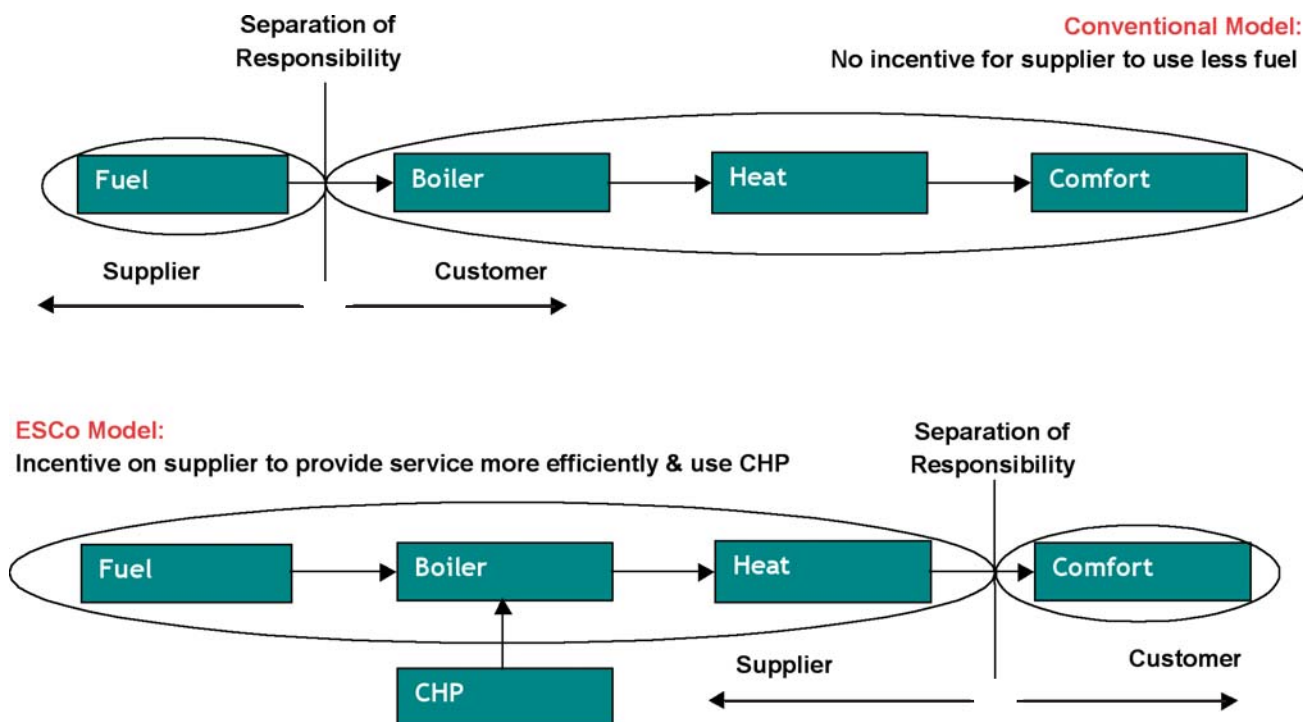 Separation of
Responsibility
Conventional Model:
No incentive for supplier to use less fuel
Fuel
Boiler
Heat
Comfort
Supplier
Customer
ESCo Model:
Incentive on supplier to provide service more efficiently & use CHP
Separation of
Responsibility
Fuel
Boiler
Heat
Comfort
CHP
Supplier
Customer